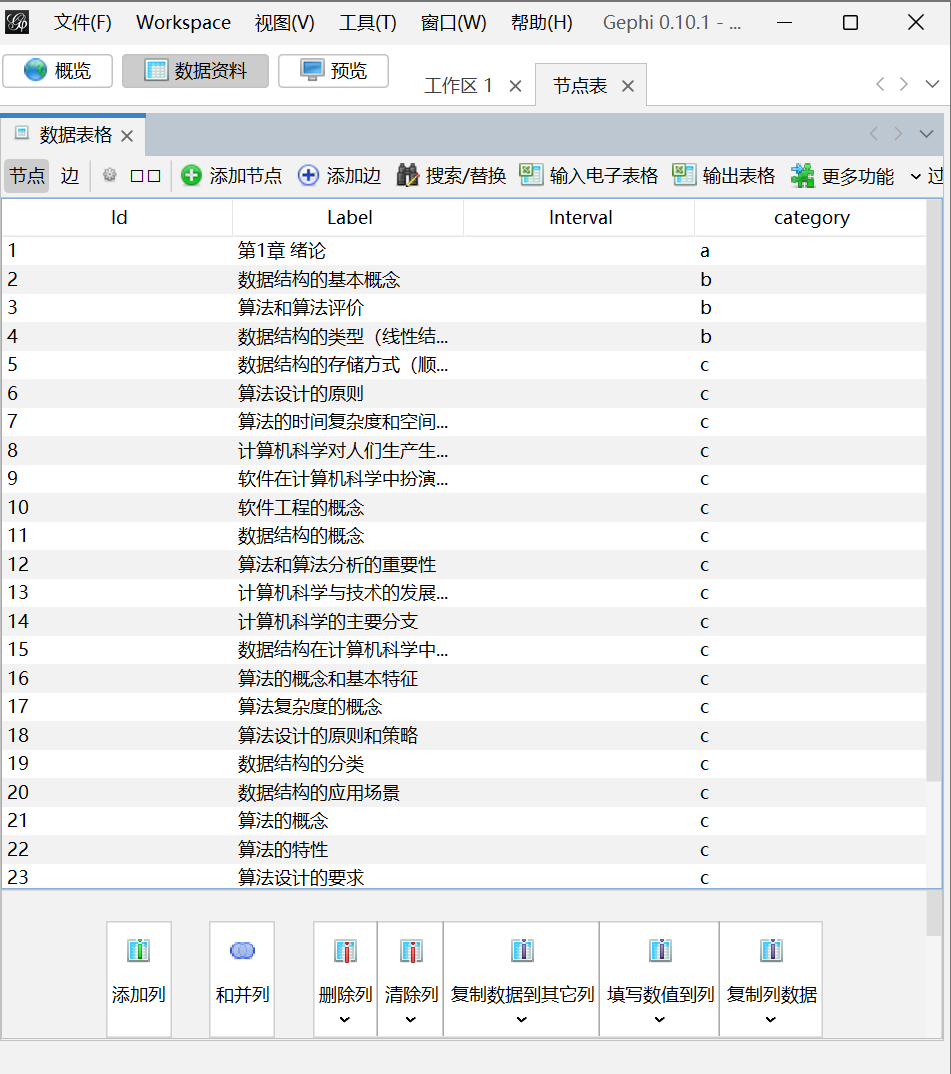 文件(F) Workspace 视图(V) 工具(T) 窗口(W) 帮助(H) Gephi 0.10.1 - ...
概览 数据资料 预览 工作区 1 节点表
数据表格
节点 边 添加节点 添加边 搜索/替换 输入电子表格 输出表格 更多功能 过
Id Label Interval category
1 第1章 绪论 a
2 数据结构的基本概念 b
3 算法和算法评价 b
4 数据结构的类型（线性结... b
5 数据结构的存储方式（顺... c
6 算法设计的原则 c
7 算法的时间复杂度和空间... c
8 计算机科学对人们生产生... c
9 软件在计算机科学中扮演... c
10 软件工程的概念 c
11 数据结构的概念 c
12 算法和算法分析的重要性 c
13 计算机科学与技术的发展... c
14 计算机科学的主要分支 c
15 数据结构在计算机科学中... c
16 算法的概念和基本特征 c
17 算法复杂度的概念 c
18 算法设计的原则和策略 c
19 数据结构的分类 c
20 数据结构的应用场景 c
21 算法的概念 c
22 算法的特性 c
23 算法设计的要求 c
添加列 和并列 删除列 清除列 复制数据到其它列 填写数值到列 复制列数据